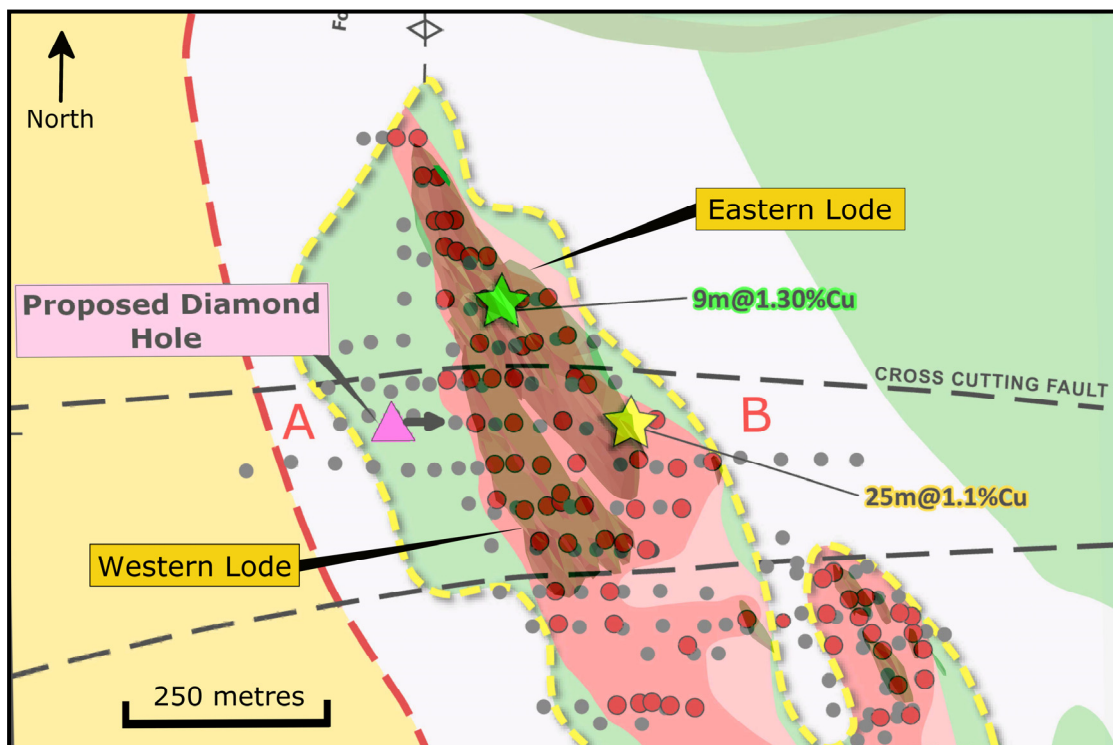 North
Eastern Lode
Proposed Diamond
Hole
9m@1.30%Cu
CROSS CUTTING FAULT
A
B
25m@1.1%Cu
Western Lode
250 metres